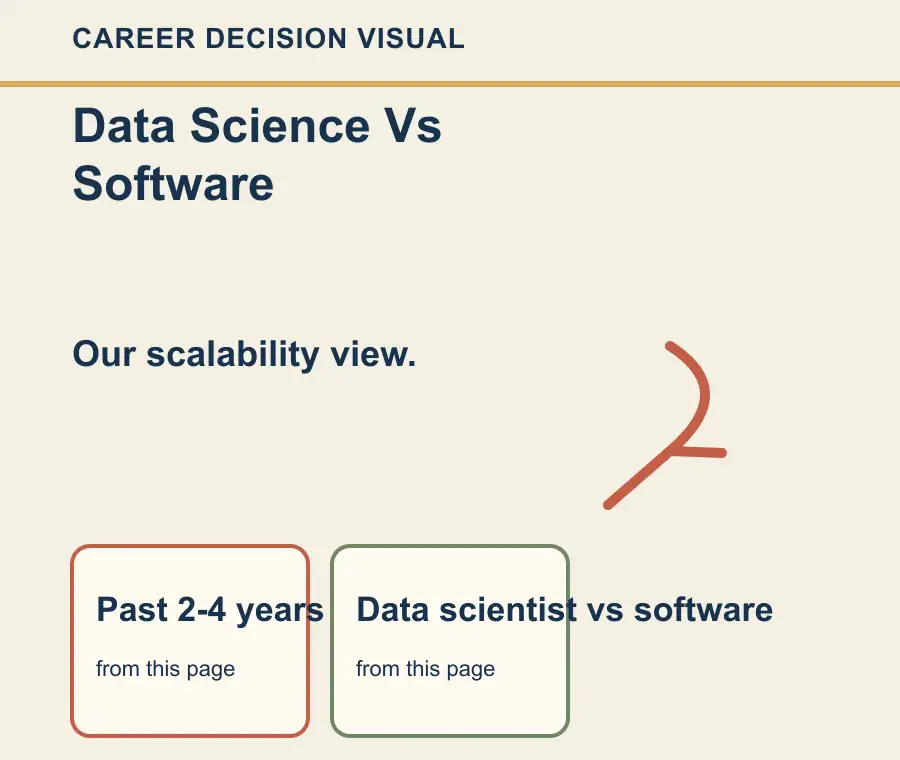 CAREER DECISION VISUAL
Data Science Vs
Software
Our scalability view.
Past 2-4 years
from this page
Data scientist vs software
from this page